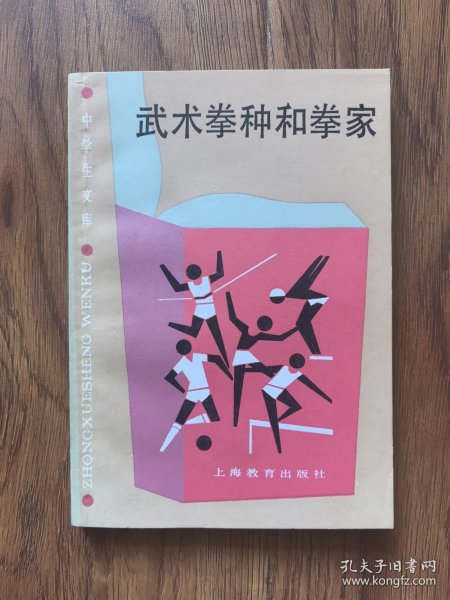 武术拳种和拳家
中学生文库
ZHONGXUESHENG WENKU
上海教育出版社
孔夫子旧书网
www.kongfz.com